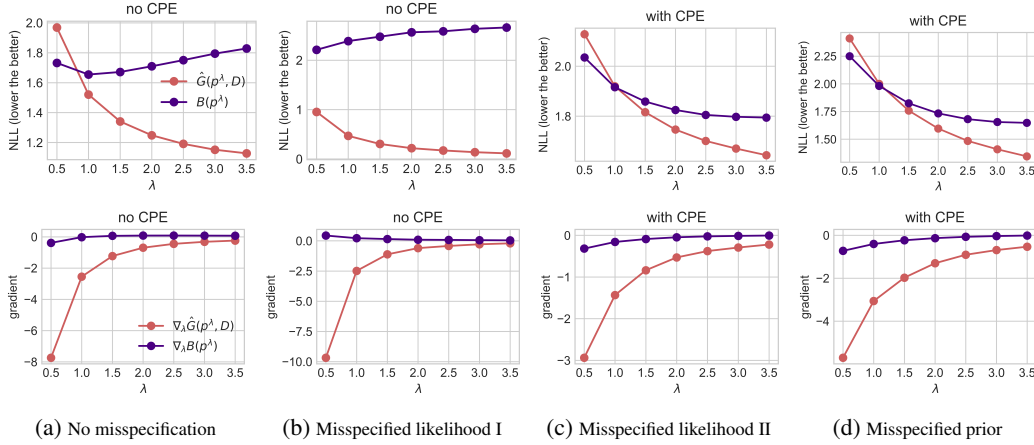 no CPE
NLL (lower the better)
2.0
1.8
1.6
1.4
1.2
Ĝ(p^λ, D)
B(p^λ)
0.5 1.0 1.5 2.0 2.5 3.0 3.5
λ
no CPE
NLL (lower the better)
2
1
0
0.5 1.0 1.5 2.0 2.5 3.0 3.5
λ
with CPE
NLL (lower the better)
2.0
1.8
0.5 1.0 1.5 2.0 2.5 3.0 3.5
λ
with CPE
NLL (lower the better)
2.25
2.00
1.75
1.50
0.5 1.0 1.5 2.0 2.5 3.0 3.5
λ
no CPE
gradient
0
−2
−4
−6
−8
∇_λĜ(p^λ, D)
∇_λB(p^λ)
0.5 1.0 1.5 2.0 2.5 3.0 3.5
λ
no CPE
gradient
0.0
−2.5
−5.0
−7.5
−10.0
0.5 1.0 1.5 2.0 2.5 3.0 3.5
λ
with CPE
gradient
0
−1
−2
−3
0.5 1.0 1.5 2.0 2.5 3.0 3.5
λ
with CPE
gradient
0
−2
−4
0.5 1.0 1.5 2.0 2.5 3.0 3.5
λ
(a) No misspecification
(b) Misspecified likelihood I
(c) Misspecified likelihood II
(d) Misspecified prior